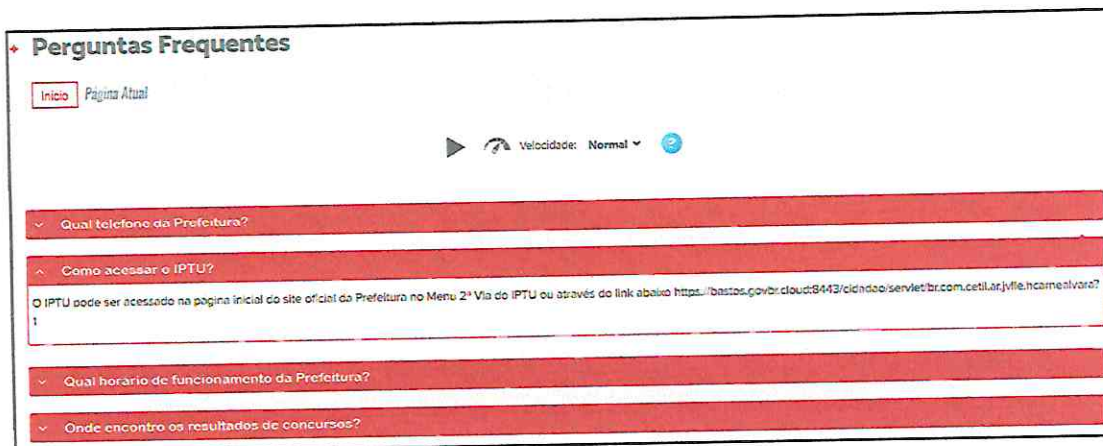 Perguntas Frequentes
Início Página Atual
Velocidade: Normal
Qual telefone da Prefeitura?
Como acessar o IPTU?
O IPTU pode ser acessado na pagina inicial do site oficial da Prefeitura no Menu 2ª Via do IPTU ou através do link abaixo https://bastos.govbr.cloud:8443/cidadao/servlet/br.com.cetil.ar.jvlle.hcarnealvara?
1
Qual horário de funcionamento da Prefeitura?
Onde encontro os resultados de concursos?